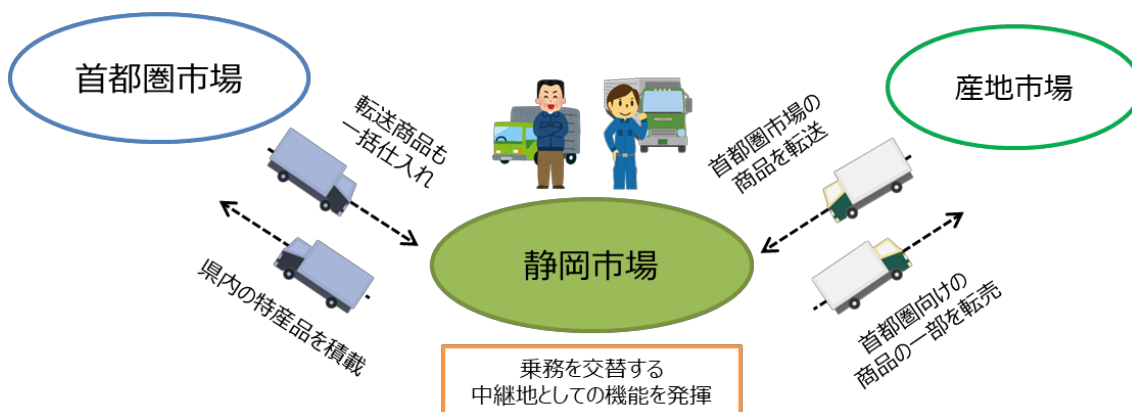 首都圏市場
産地市場
転送商品も
一括仕入れ
首都圏市場の
商品を転送
静岡市場
県内の特産品を積載
首都圏向けの
商品の一部を転売
乗務を交替する
中継地としての機能を発揮